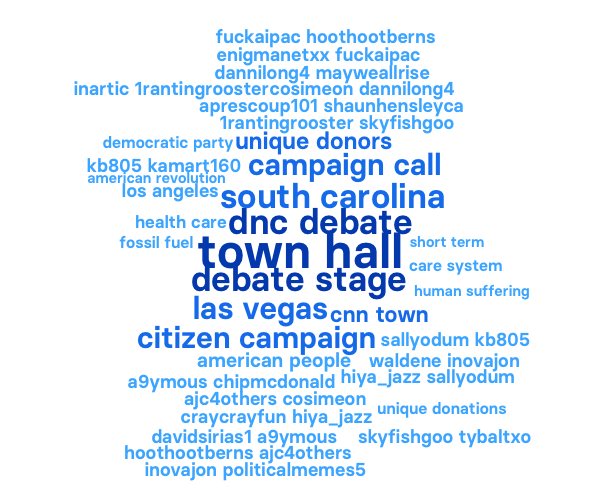 fuckaipac hoothootberns
enigmanetxx fuckaipac
dannilong4 mayweallrise
inartic 1rantingroostercosimeon dannilong4
aprescoup101 shaunhensleyca
1rantingrooster skyfishgoo
democratic party unique donors
kb805 kamart160 campaign call
american revolution
los angeles south carolina
health care dnc debate
fossil fuel town hall short term
debate stage care system
human suffering
las vegas cnn town
citizen campaign sallyodum kb805
american people waldene inovajon
a9ymous chipmcdonald hiya_jazz sallyodum
ajc4others cosimeon
craycrayfun hiya_jazz unique donations
davidsirias1 a9ymous skyfishgoo tybaltxo
hoothootberns ajc4others
inovajon politicalmemes5